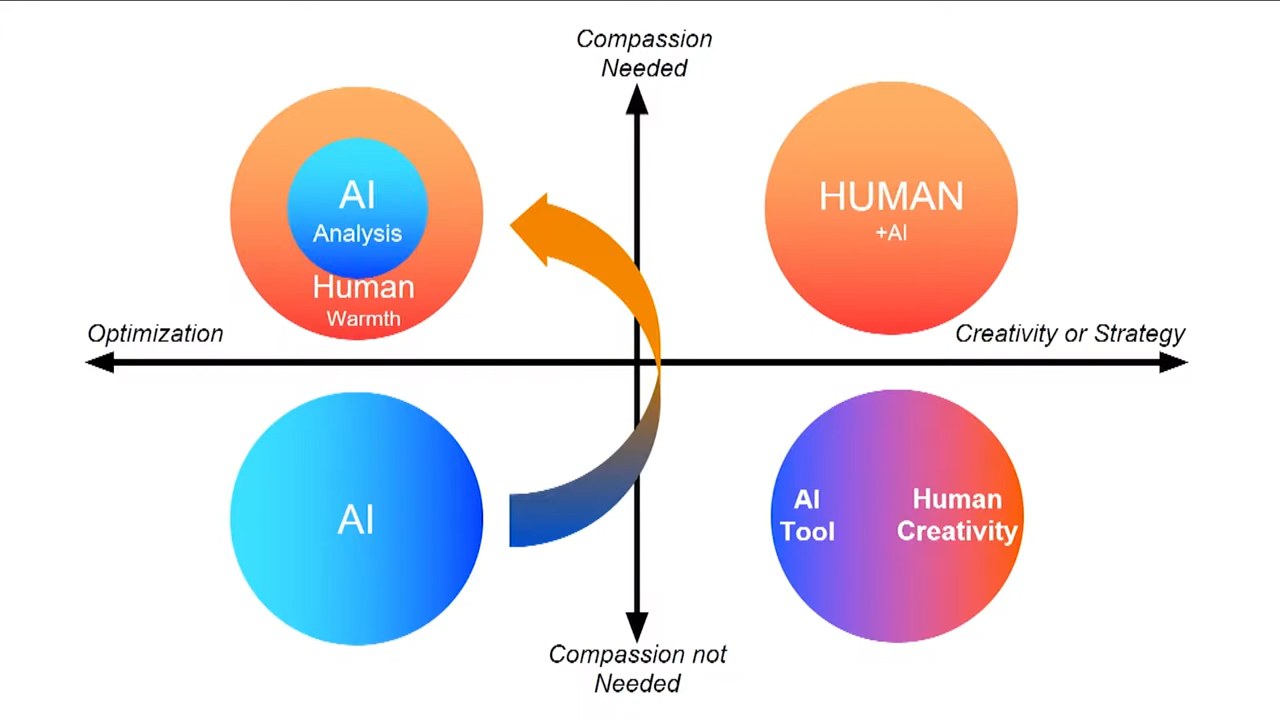 Compassion
Needed
AI
Analysis
Human
Warmth
HUMAN
+AI
Optimization
Creativity or Strategy
AI
AI
Tool
Human
Creativity
Compassion not
Needed